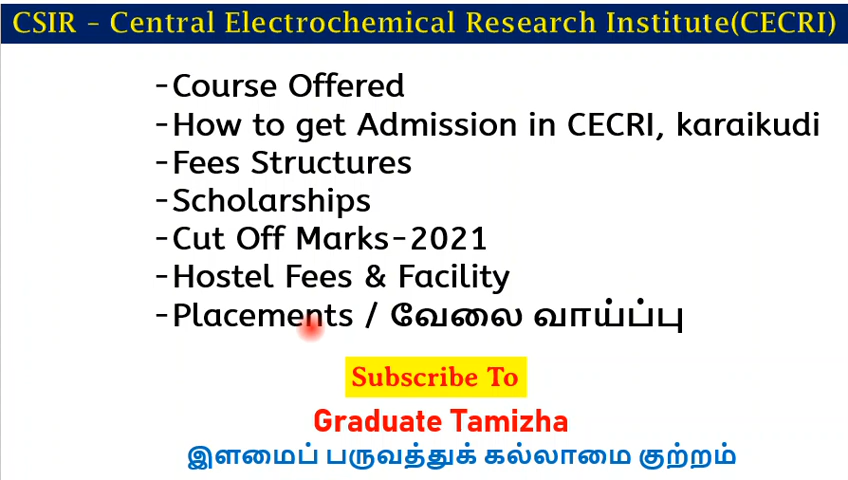 CSIR – Central Electrochemical Research Institute(CECRI)
-Course Offered
-How to get Admission in CECRI, karaikudi
-Fees Structures
-Scholarships
-Cut Off Marks-2021
-Hostel Fees & Facility
-Placements / வேலை வாய்ப்பு
Subscribe To
Graduate Tamizha
இளமைப் பருவத்துக் கல்லாமை குற்றம்